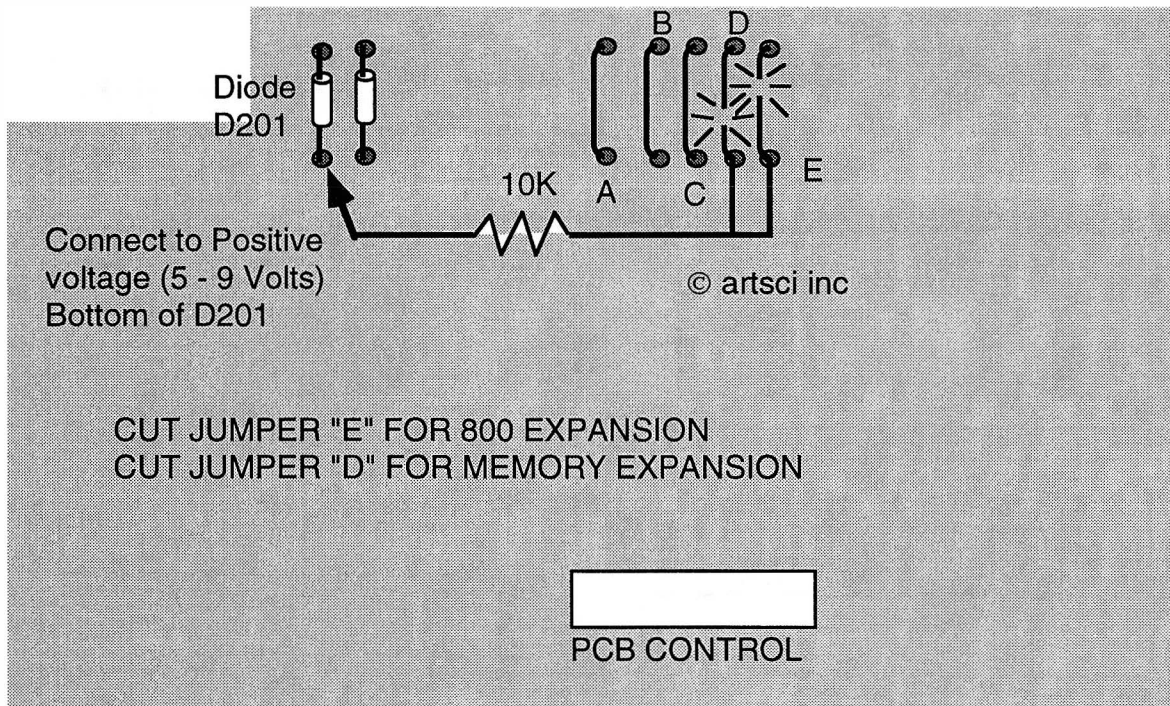 B D
Diode
D201
10K
A C E
Connect to Positive
voltage (5 - 9 Volts)
Bottom of D201
© artsci inc
CUT JUMPER "E" FOR 800 EXPANSION
CUT JUMPER "D" FOR MEMORY EXPANSION
PCB CONTROL